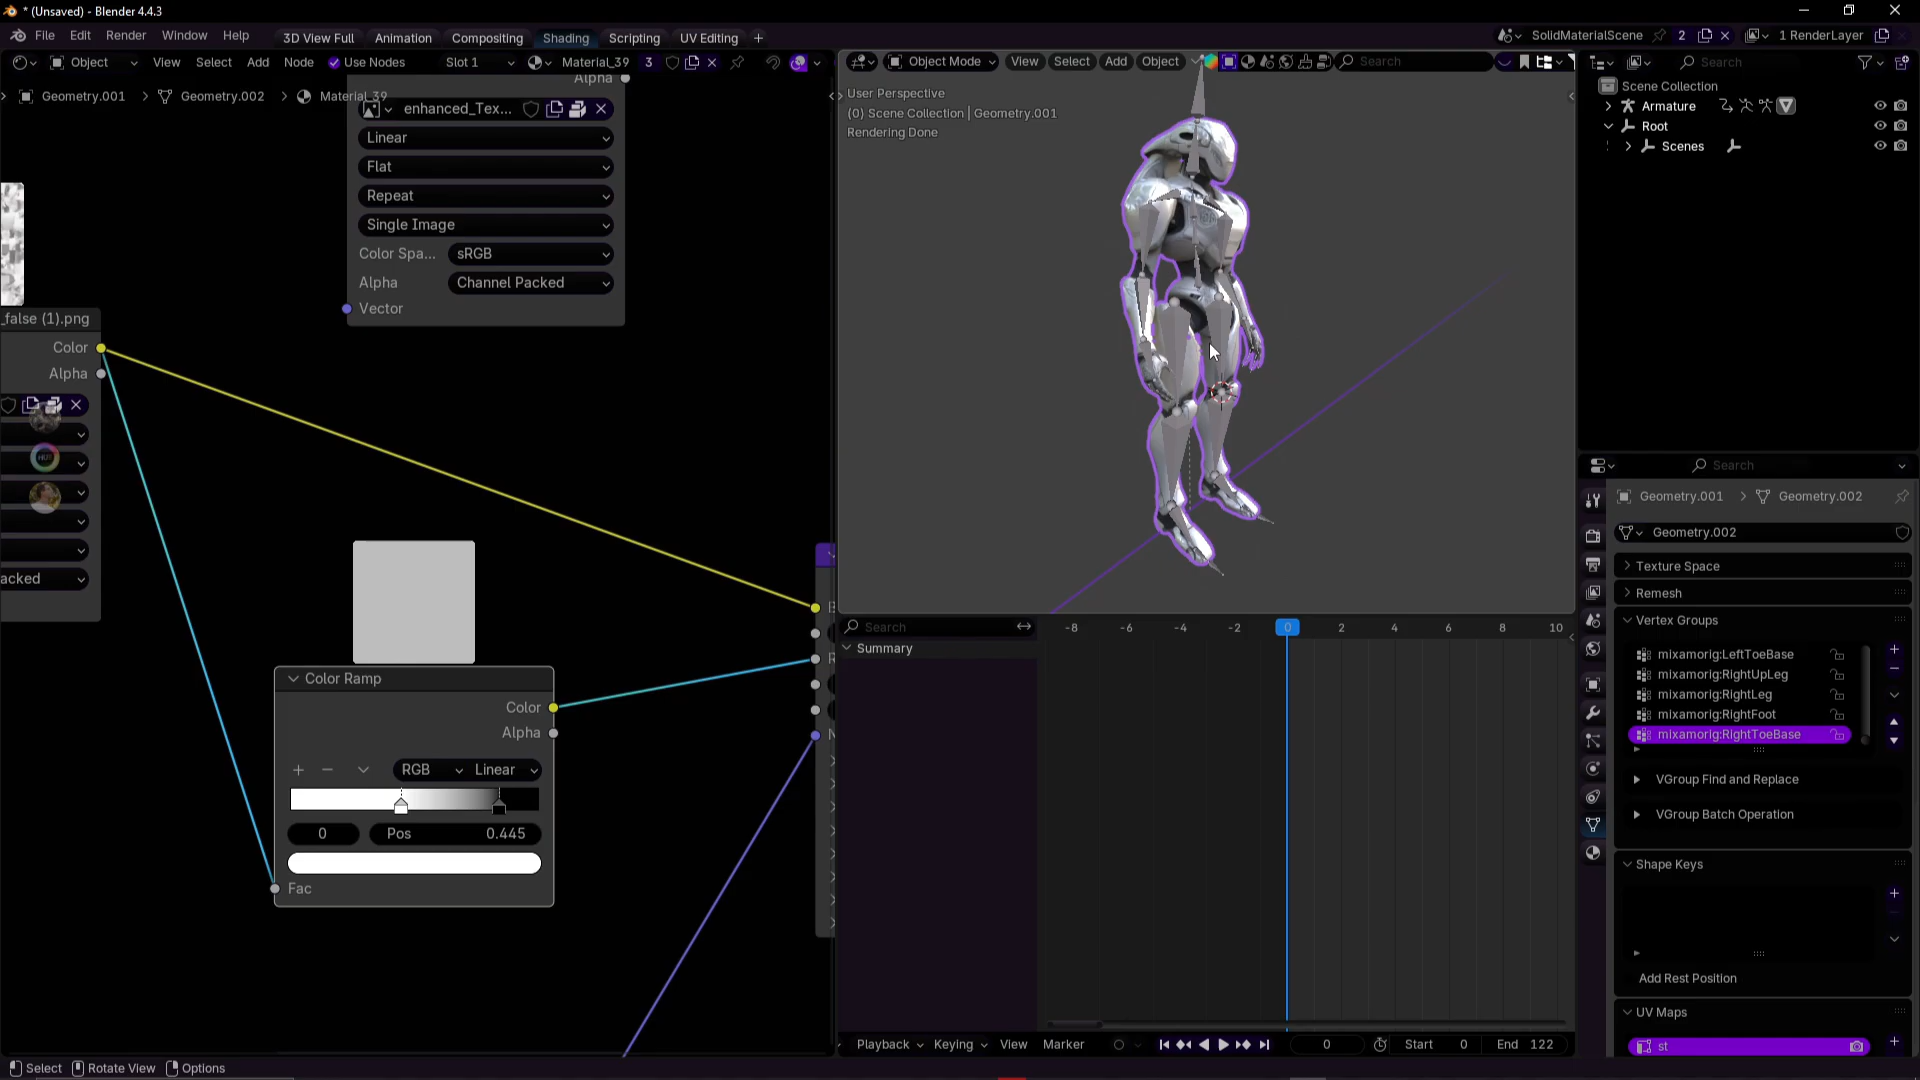 * (Unsaved) - Blender 4.4.3
File Edit Render Window Help
3D View Full Animation Compositing Shading Scripting UV Editing +
SolidMaterialScene 2 1 RenderLayer
Object View Select Add Node Use Nodes Slot 1 Material_39 3
Geometry.001 > Geometry.002 > Material_39
Alpha
enhanced_Tex...
Linear
Flat
Repeat
Single Image
Color Spa... sRGB
Alpha Channel Packed
Vector
_false (1).png
Color
Alpha
acked
Color Ramp
Color
Alpha
RGB Linear
0 Pos 0.445
Fac
Object Mode View Select Add Object Search
User Perspective
(0) Scene Collection | Geometry.001
Rendering Done
Search
Summary
-8 -6 -4 -2 0 2 4 6 8 10
Playback Keying View Marker 0 Start 0 End 122
Search
Scene Collection
Armature
Root
Scenes
Search
Geometry.001 > Geometry.002
Geometry.002
Texture Space
Remesh
Vertex Groups
mixamorig:LeftToeBase
mixamorig:RightUpLeg
mixamorig:RightLeg
mixamorig:RightFoot
mixamorig:RightToeBase
VGroup Find and Replace
VGroup Batch Operation
Shape Keys
Add Rest Position
UV Maps
st
Select Rotate View Options